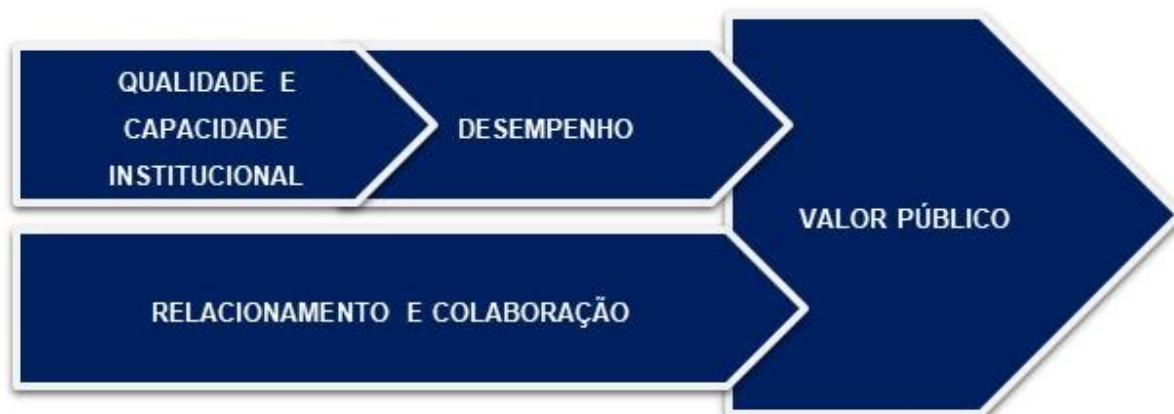 QUALIDADE E
CAPACIDADE
INSTITUCIONAL
DESEMPENHO
VALOR PÚBLICO
RELACIONAMENTO E COLABORAÇÃO